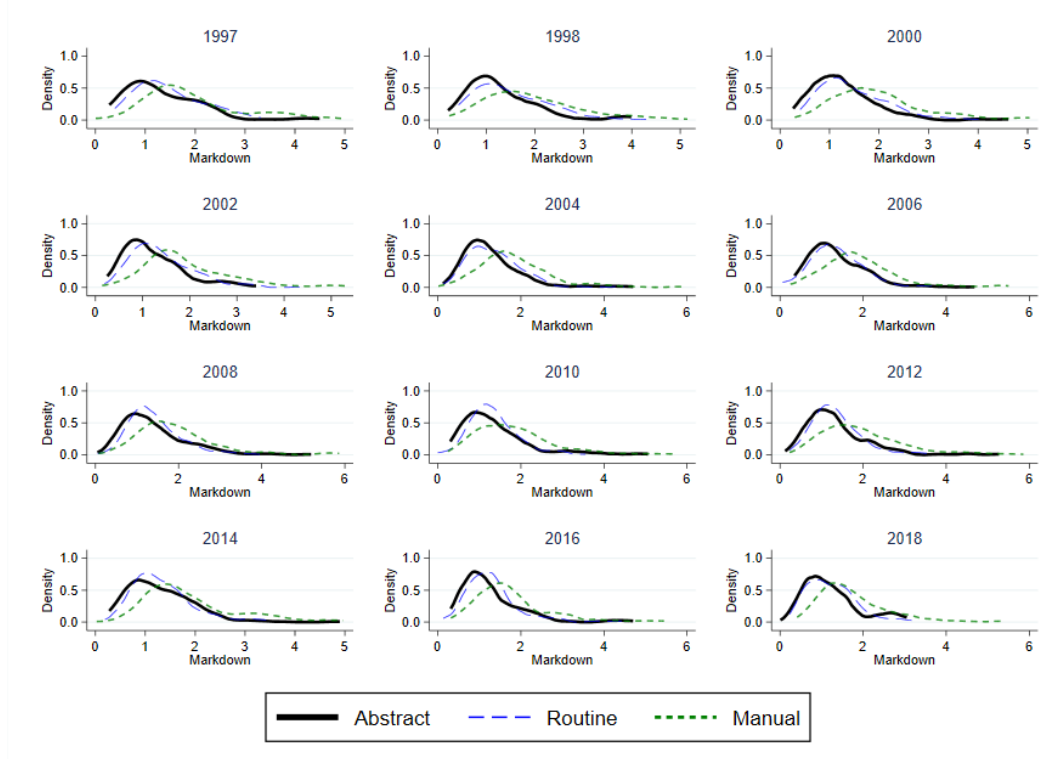 1997 1998 2000
Density 1.0 0.5 0.0 Density 1.0 0.5 0.0 Density 1.0 0.5 0.0
0 1 2 3 4 5 0 1 2 3 4 5 0 1 2 3 4 5
Markdown Markdown Markdown
2002 2004 2006
Density 1.0 0.5 0.0 Density 1.0 0.5 0.0 Density 1.0 0.5 0.0
0 1 2 3 4 5 0 2 4 6 0 2 4 6
Markdown Markdown Markdown
2008 2010 2012
Density 1.0 0.5 0.0 Density 1.0 0.5 0.0 Density 1.0 0.5 0.0
0 2 4 6 0 2 4 6 0 2 4 6
Markdown Markdown Markdown
2014 2016 2018
Density 1.0 0.5 0.0 Density 1.0 0.5 0.0 Density 1.0 0.5 0.0
0 1 2 3 4 5 0 2 4 6 0 2 4 6
Markdown Markdown Markdown
Abstract Routine Manual